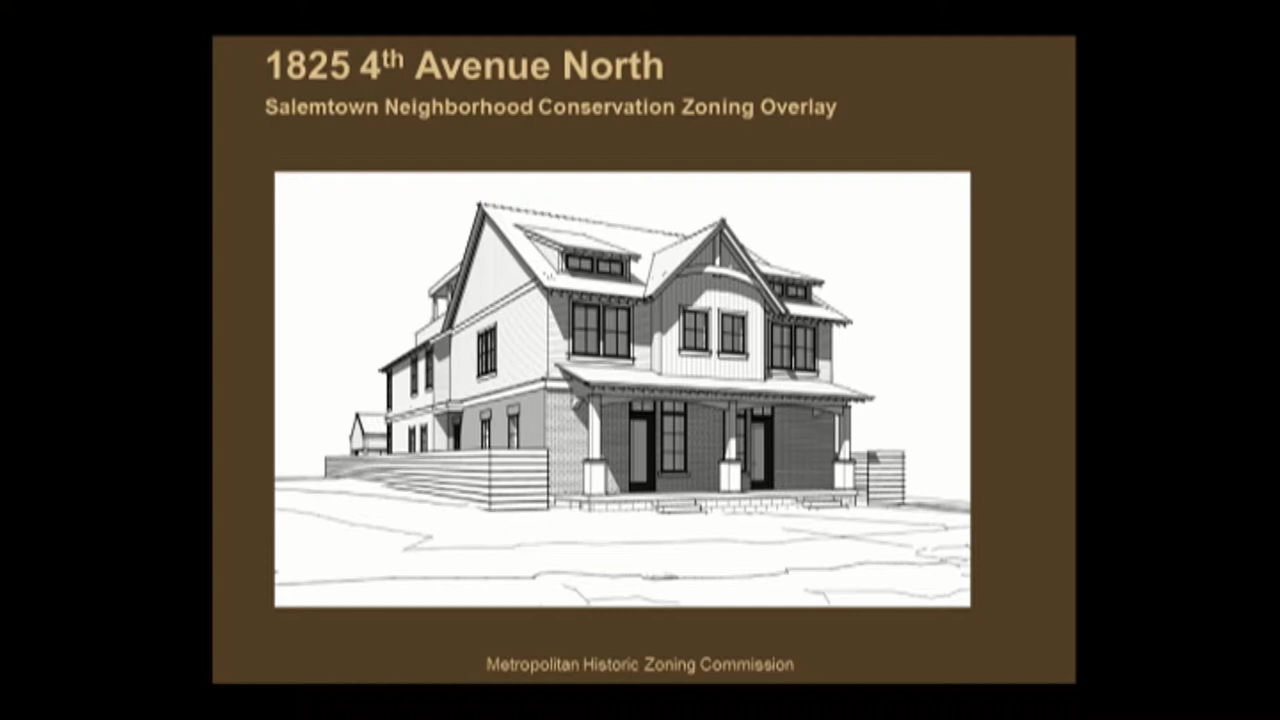 1825 4th Avenue North
Salemtown Neighborhood Conservation Zoning Overlay
Metropolitan Historic Zoning Commission